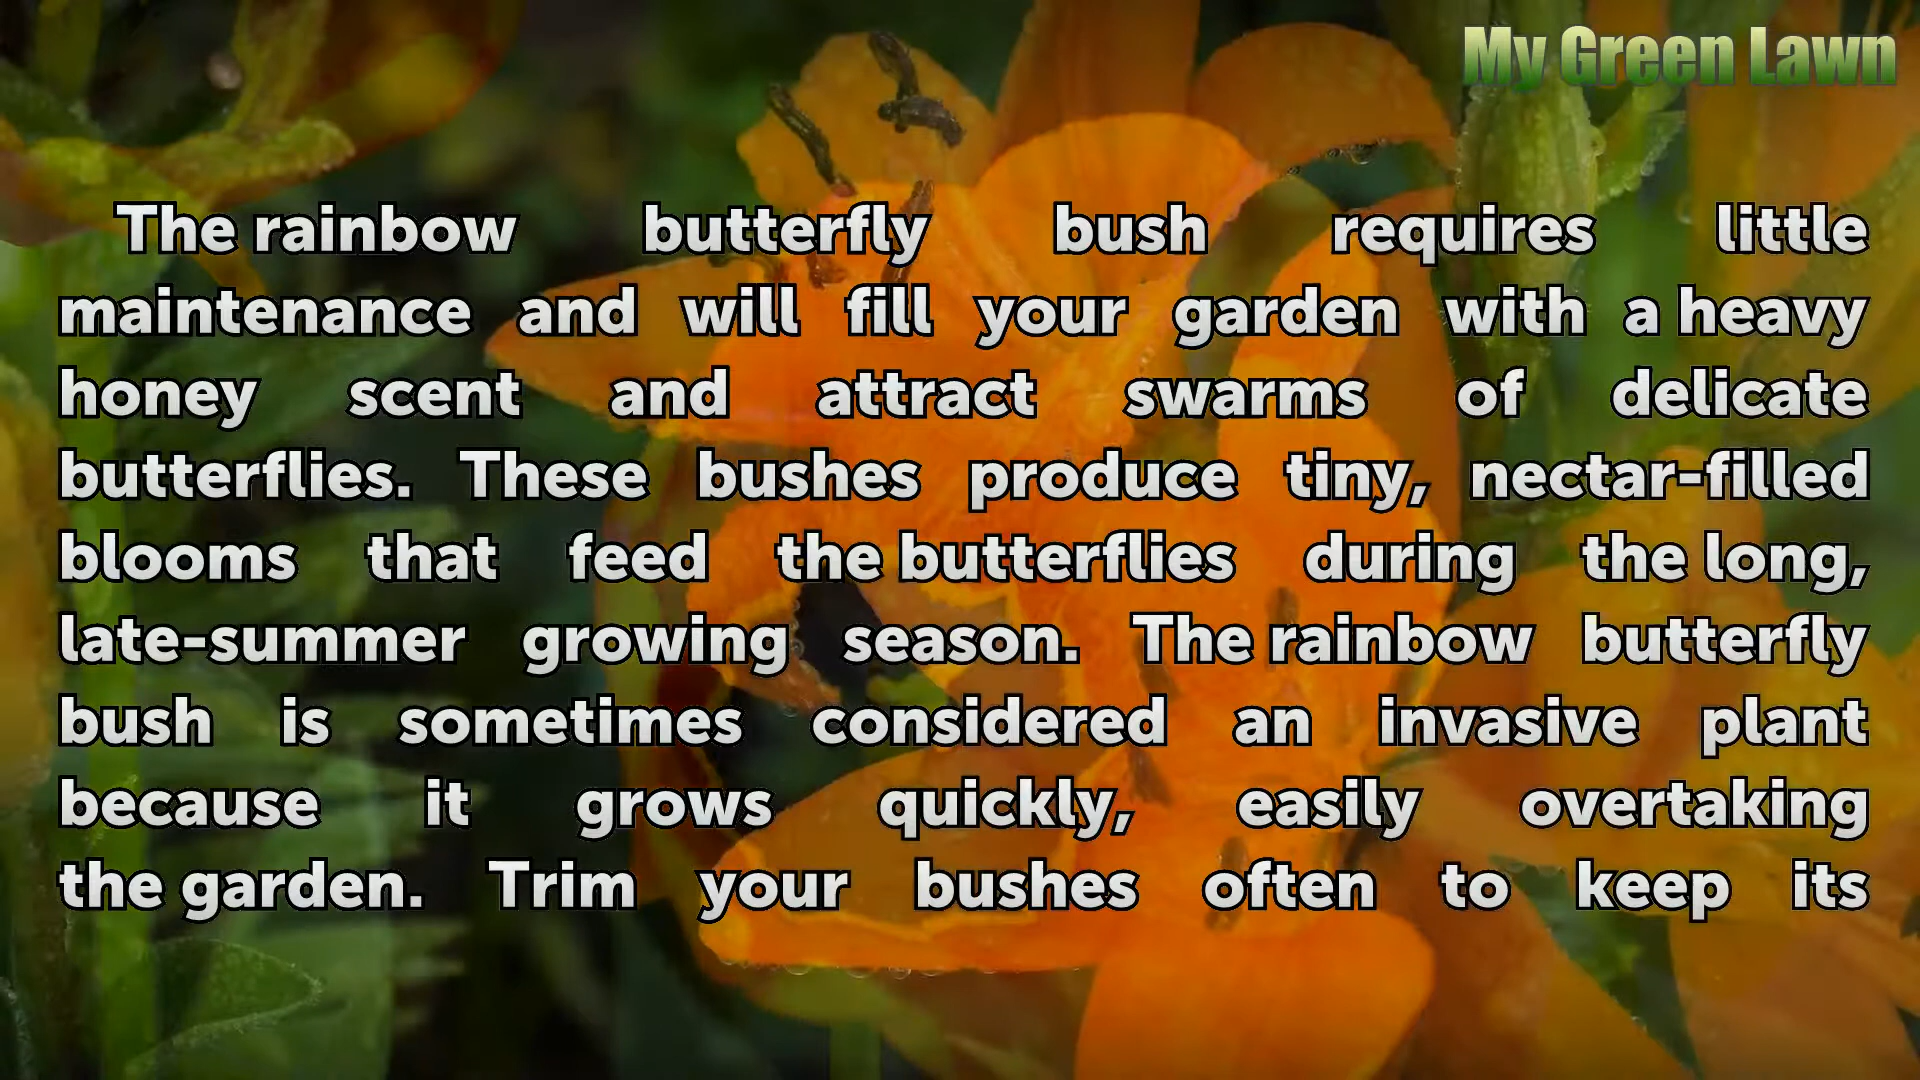 My Green Lawn
The rainbow butterfly bush requires little
maintenance and will fill your garden with a heavy
honey scent and attract swarms of delicate
butterflies. These bushes produce tiny, nectar-filled
blooms that feed the butterflies during the long,
late-summer growing season. The rainbow butterfly
bush is sometimes considered an invasive plant
because it grows quickly, easily overtaking
the garden. Trim your bushes often to keep its